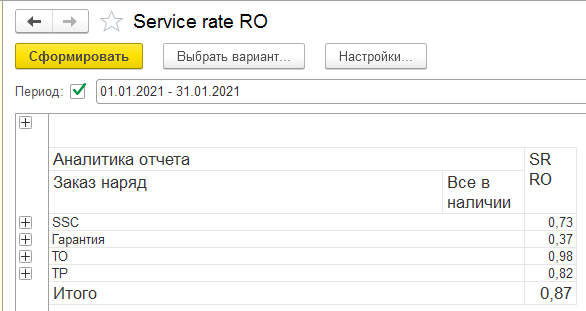 Service rate RO
Сформировать
Выбрать вариант...
Настройки...
Период:
01.01.2021 - 31.01.2021
Аналитика отчета
SR
RO
Заказ наряд
Все в
наличии
SSC 0,73
Гарантия 0,37
ТО 0,98
ТР 0,82
Итого 0,87